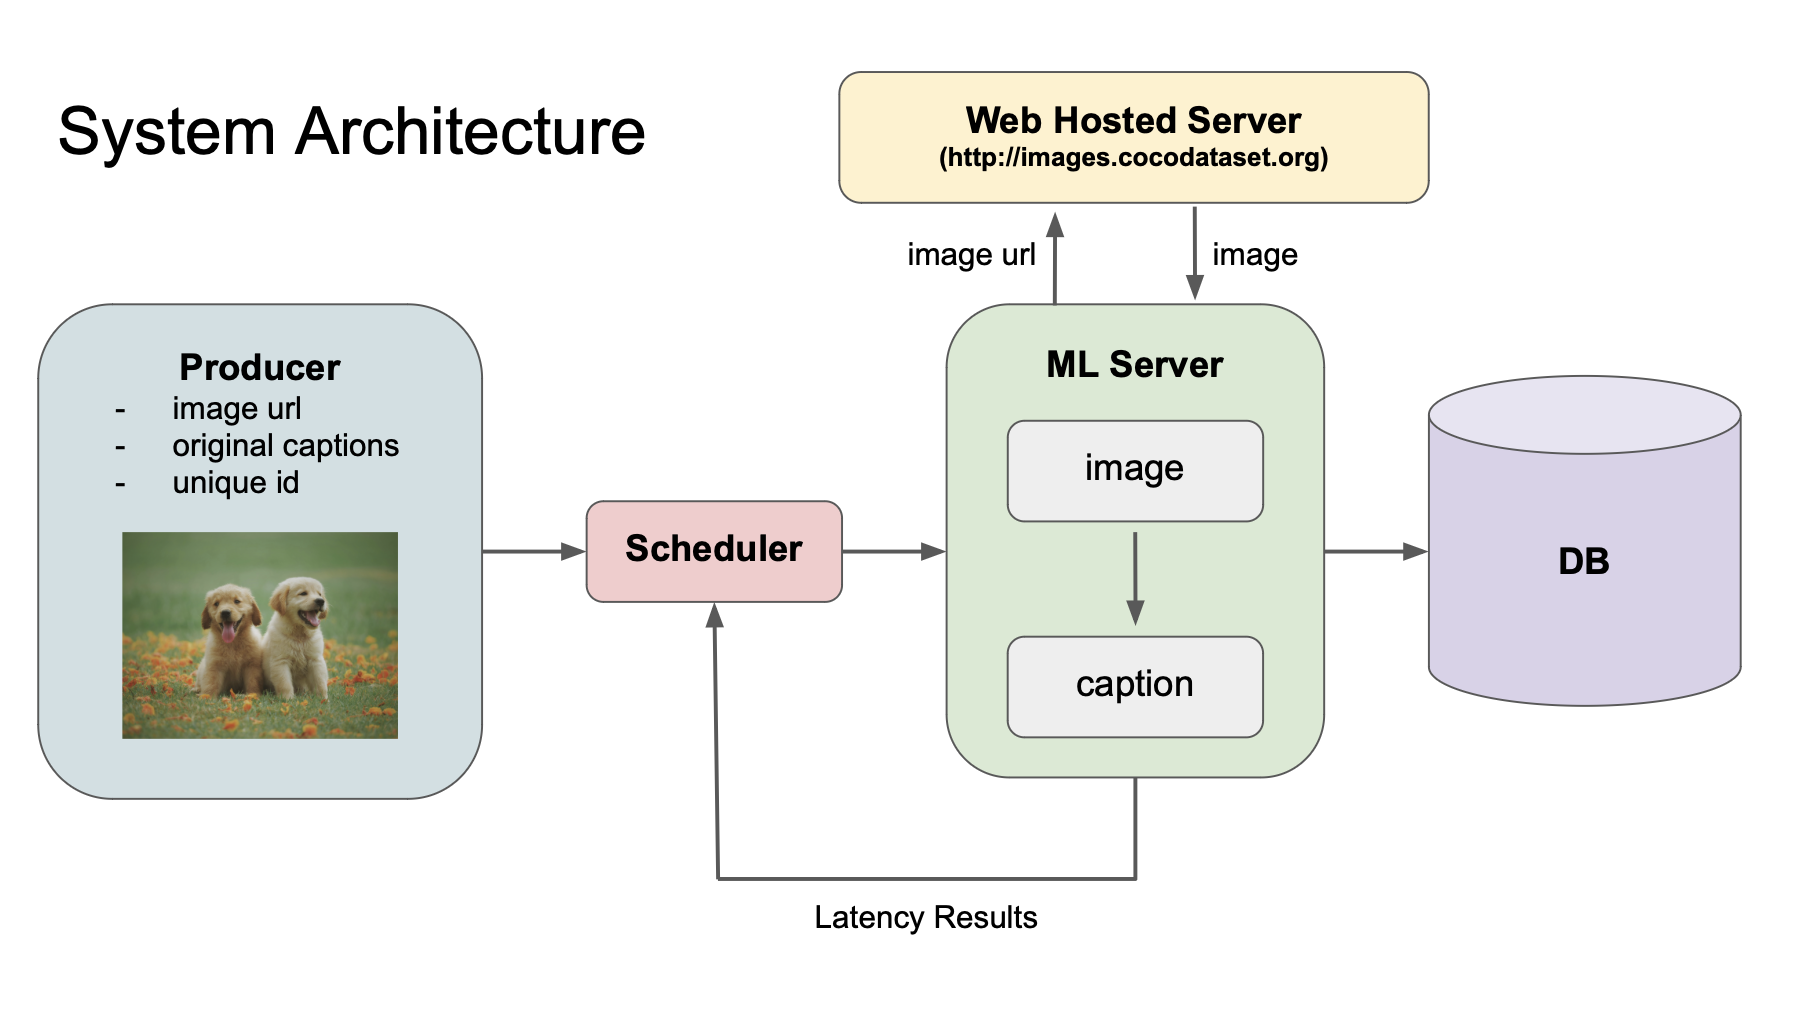 System Architecture
Web Hosted Server
(http://images.cocodataset.org)
image url
image
Producer
- image url
- original captions
- unique id
Scheduler
ML Server
image
caption
DB
Latency Results